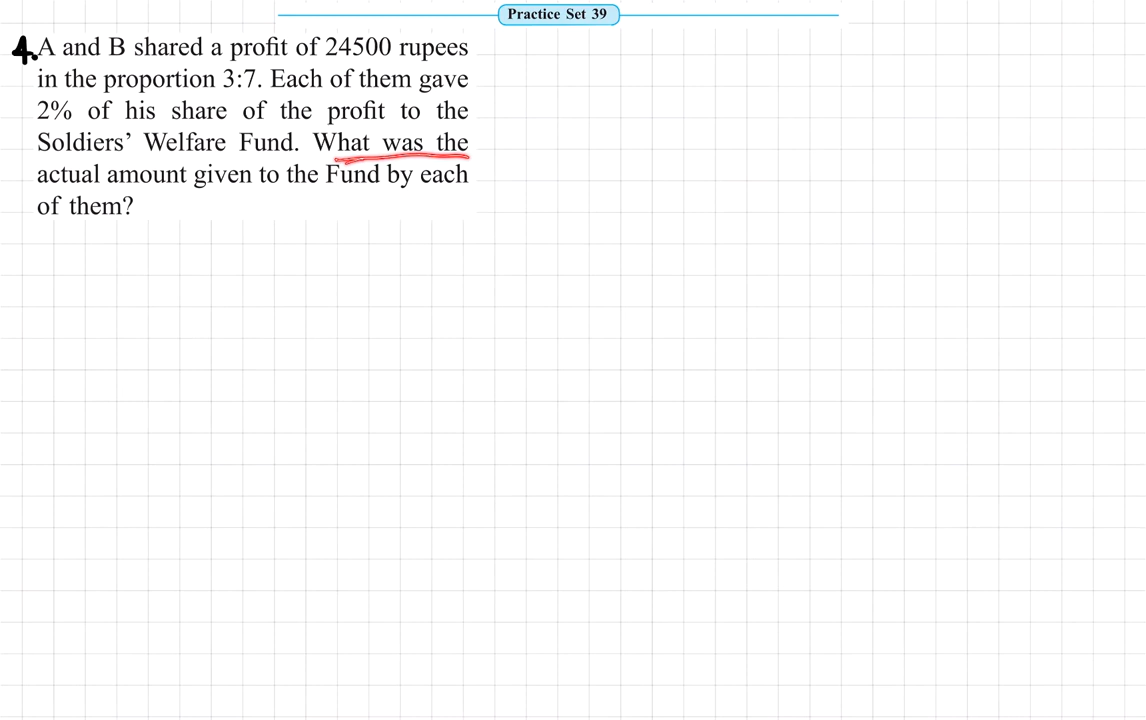 Practice Set 39
4. A and B shared a profit of 24500 rupees
in the proportion 3:7. Each of them gave
2% of his share of the profit to the
Soldiers’ Welfare Fund. What was the
actual amount given to the Fund by each
of them?